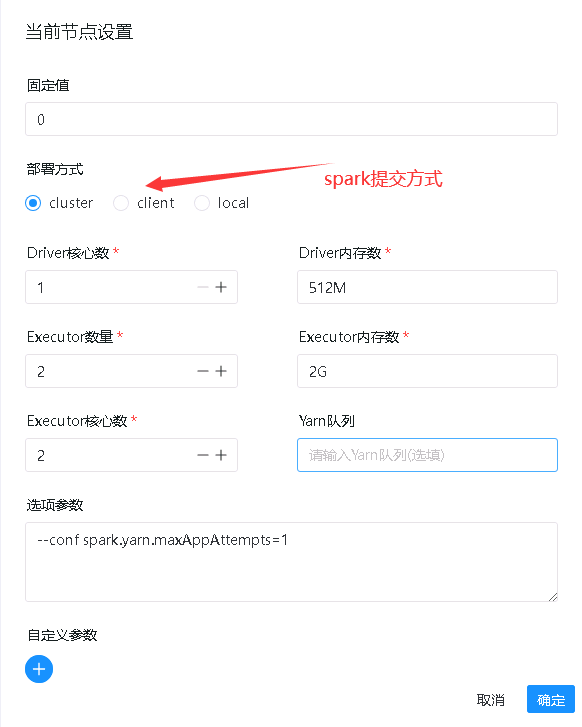 当前节点设置
固定值
0
部署方式
spark提交方式
cluster client local
Driver核心数 * Driver内存数 *
1 512M
Executor数量 * Executor内存数 *
2 2G
Executor核心数 * Yarn队列
2 请输入Yarn队列(选填)
选项参数
--conf spark.yarn.maxAppAttempts=1
自定义参数
取消 确定